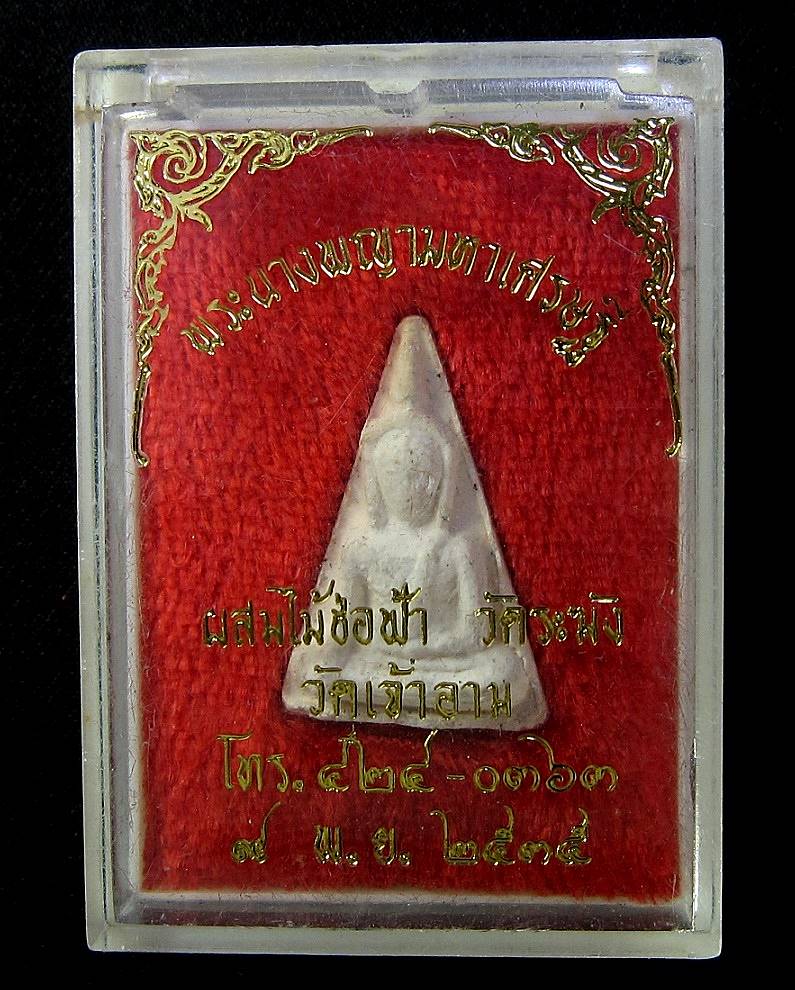 พระนางพญามหาเศรษฐี
ผสมไม้ช่อฟ้า วัดระฆัง
วัดเจ้าอาม
โทร. ๔๒๔-๐๓๖๓
๙ พ.ย. ๒๕๓๕